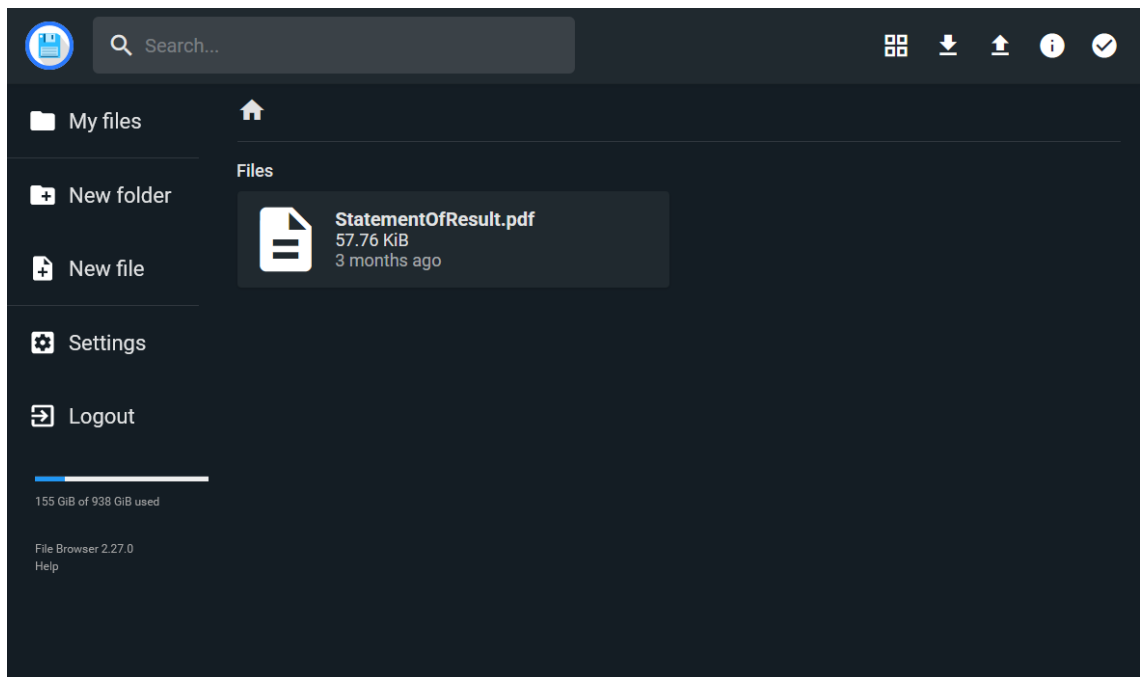 Search...
My files
New folder
New file
Settings
Logout
155 GiB of 938 GiB used
File Browser 2.27.0
Help
Files
StatementOfResult.pdf
57.76 KiB
3 months ago